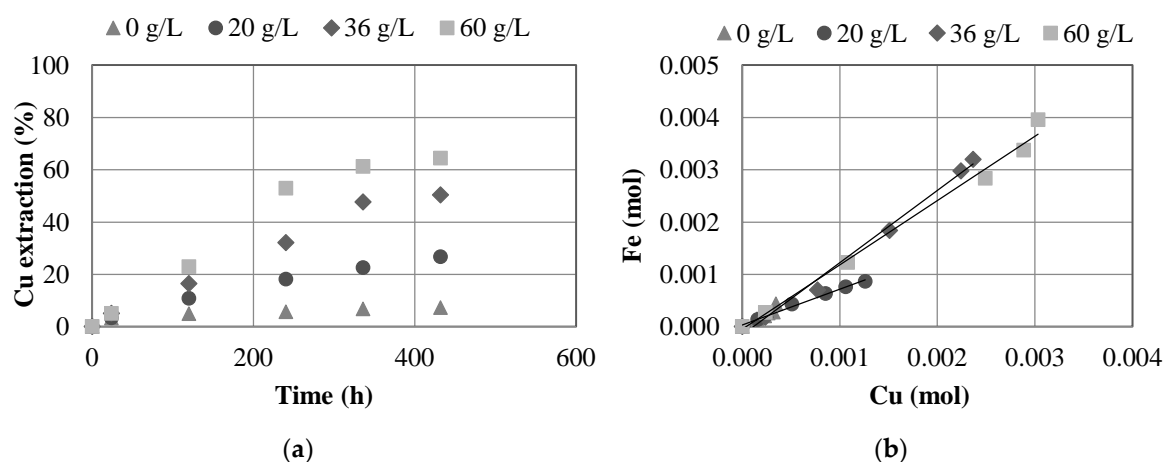 0 g/L 20 g/L 36 g/L 60 g/L
100
80
60
40
20
0
0 200 400 600
Cu extraction (%)
Time (h)
(a)
0 g/L 20 g/L 36 g/L 60 g/L
0.005
0.004
0.003
0.002
0.001
0.000
0.000 0.001 0.002 0.003 0.004
Fe (mol)
Cu (mol)
(b)